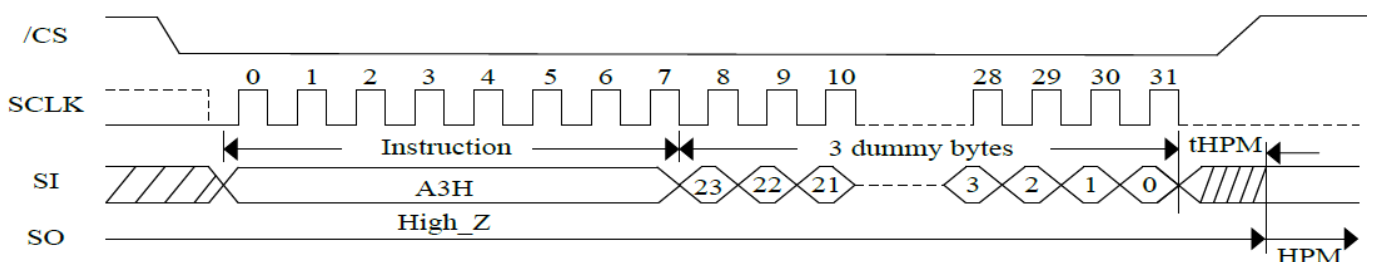 /CS
0 1 2 3 4 5 6 7 8 9 10 28 29 30 31
SCLK
Instruction 3 dummy bytes tHPM
SI A3H 23 22 21 3 2 1 0
High_Z
SO
HPM